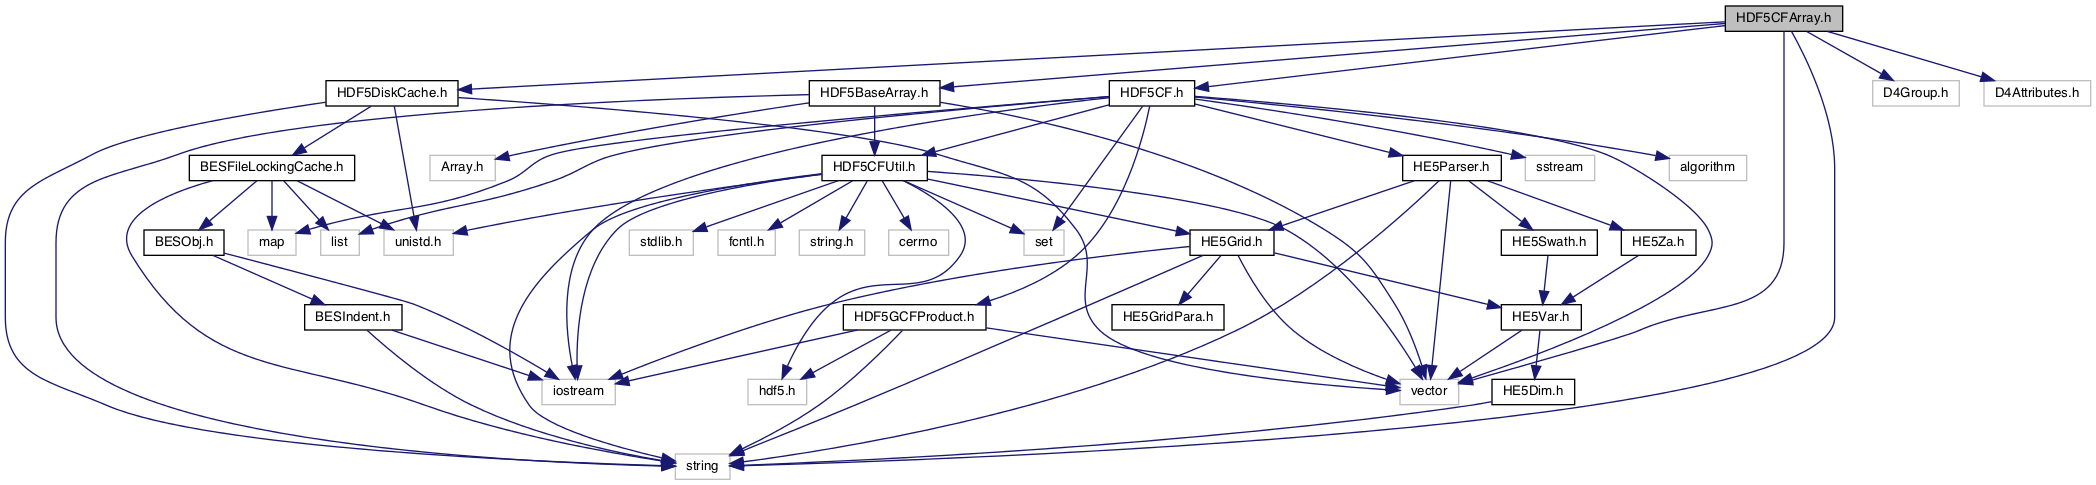 HDF5CFArray.h
HDF5DiskCache.h
HDF5BaseArray.h
HDF5CF.h
D4Group.h
D4Attributes.h
BESFileLockingCache.h
Array.h
HDF5CFUtil.h
HE5Parser.h
sstream
algorithm
BESObj.h
map
list
unistd.h
stdlib.h
fcntl.h
string.h
cerrno
set
HE5Grid.h
HE5Swath.h
HE5Za.h
BESIndent.h
HDF5GCFProduct.h
HE5GridPara.h
HE5Var.h
iostream
hdf5.h
vector
HE5Dim.h
string